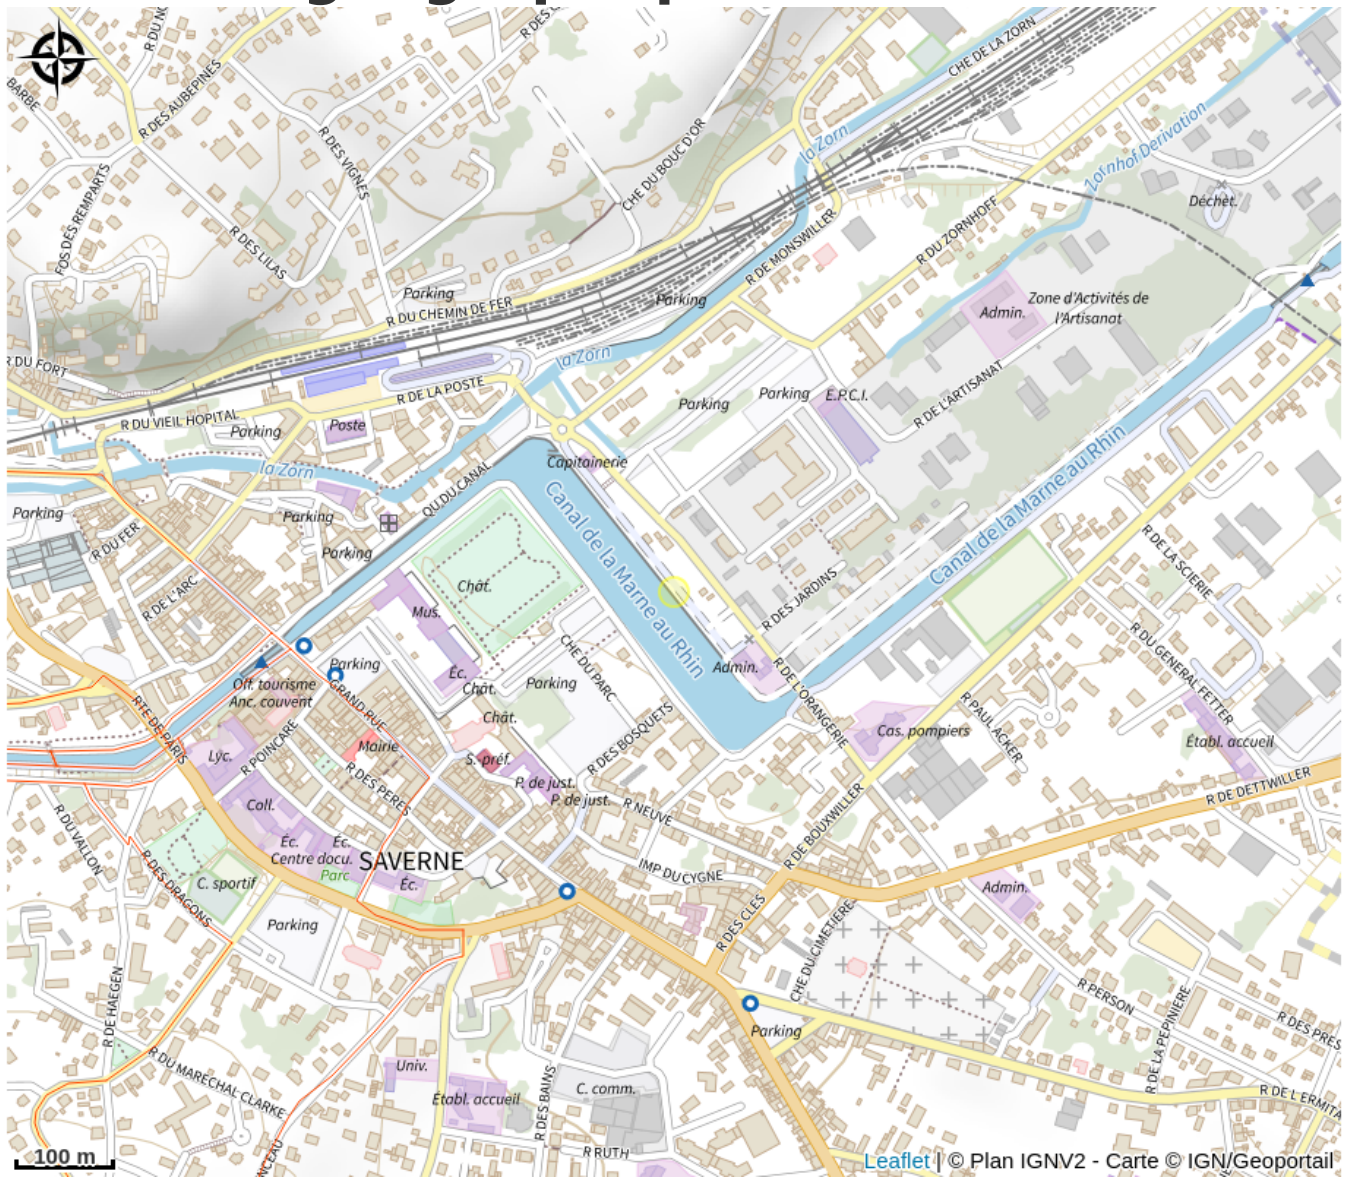 R DES AUBEPINES
BARBE
R DES VIGNES
CHE DU BOUC D'OR
CHE DE LA ZORN
la Zorn
Zornhof Derivation
FOS DES REMPARTS
R DES LILAS
Déchèt.
R DU ZORNHOFF
R DE MONSWILLER
Parking
R DU CHEMIN DE FER
Parking
Admin.
Zone d'Activités de
l'Artisanat
R DU FORT
la Zorn
R DE LA POSTE
R DE L'ARTISANAT
Parking
E.P.C.I.
Parking
R DU VIEIL HOPITAL
Parking
Poste
la Zorn
QU DU CANAL
Capitainerie
Canal de la Marne au Rhin
Canal de la Marne au Rhin
Parking
Parking
R DU FER
Parking
R DE LA SCIERIE
R DE L'ARC
Chât.
Mus.
R DES JARDINS
R DU GENERAL FETTER
Parking
Off. tourisme
Anc. couvent
Éc.
Chât.
Parking
CHE DU PARC
Admin.
R DE L'ORANGERIE
RTE DE PARIS
GRAND RUE
Chât.
R DES BOSQUETS
Cas. pompiers
R PAUL ACKER
Établ. accueil
Lyc.
R POINCARE
Mairie
S.-préf.
R DES PERES
P. de just.
P. de just.
R NEUVE
R DE DETTWILLER
R DE BOUXWILLER
R DU VALLON
Coll.
Éc.
Éc.
Centre docu.
Parc
Éc.
SAVERNE
IMP DU CYGNE
R DES DRAGONS
C. sportif
Parking
R DES CLES
CHE DU CIMETIERE
Admin.
R DE HAEGEN
R PERSON
R DE LA PEPINIERE
R DES PRES
Parking
R DU MARECHAL CLARKE
Univ.
Établ. accueil
R DES BAINS
C. comm.
R DE L'ERMITA
NCEAU
R RUTH
100 m
Leaflet | © Plan IGNV2 - Carte © IGN/Geoportail